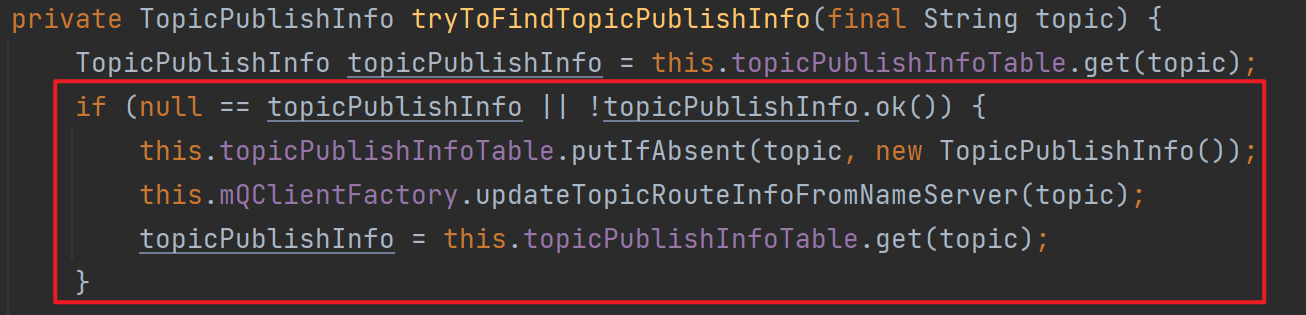 private TopicPublishInfo tryToFindTopicPublishInfo(final String topic) {
    TopicPublishInfo topicPublishInfo = this.topicPublishInfoTable.get(topic);
    if (null == topicPublishInfo || !topicPublishInfo.ok()) {
        this.topicPublishInfoTable.putIfAbsent(topic, new TopicPublishInfo());
        this.mQClientFactory.updateTopicRouteInfoFromNameServer(topic);
        topicPublishInfo = this.topicPublishInfoTable.get(topic);
    }